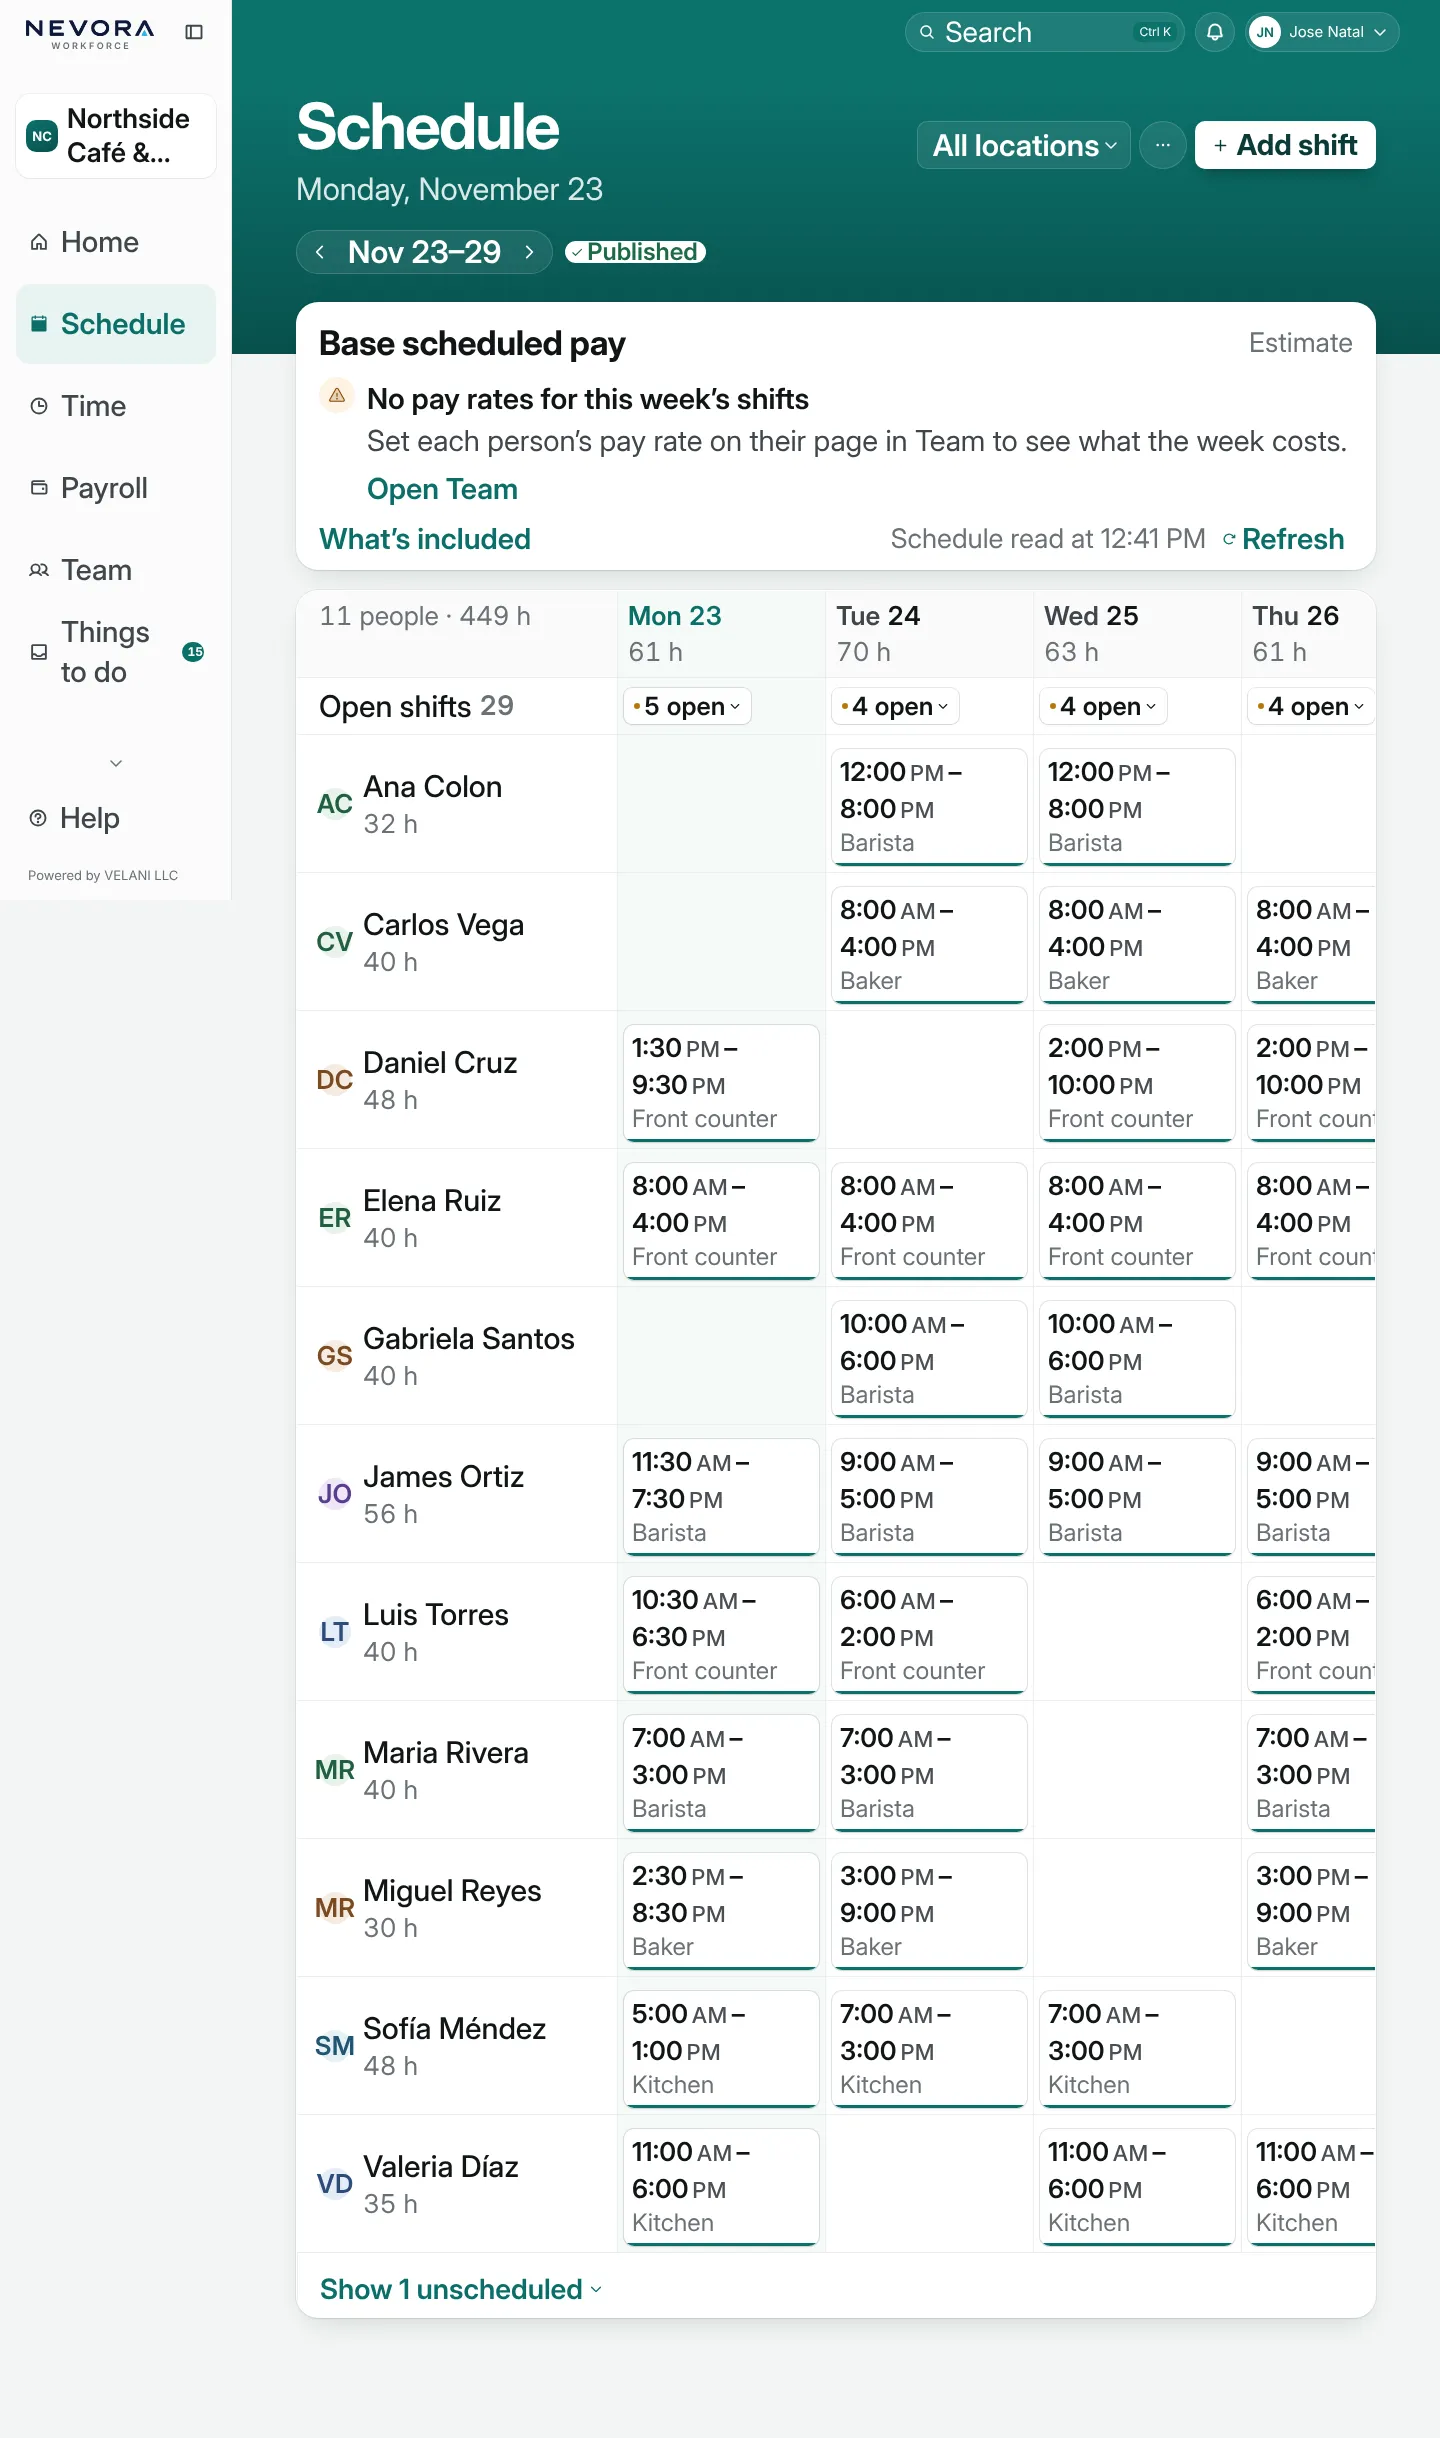 NEVORA
WORKFORCE
Search
Ctrl K
JN
Jose Natal
NC
Northside
Café &...
Home
Schedule
Time
Payroll
Team
Things
to do
15
Help
Powered by VELANI LLC
Schedule
Monday, November 23
All locations
+ Add shift
Nov 23–29
Published
Base scheduled pay
Estimate
No pay rates for this week’s shifts
Set each person’s pay rate on their page in Team to see what the week costs.
Open Team
What’s included
Schedule read at 12:41 PM
Refresh
11 people · 449 h
Mon 23
61 h
Tue 24
70 h
Wed 25
63 h
Thu 26
61 h
Open shifts 29
5 open
4 open
4 open
4 open
AC
Ana Colon
32 h
12:00 PM –
8:00 PM
Barista
12:00 PM –
8:00 PM
Barista
CV
Carlos Vega
40 h
8:00 AM –
4:00 PM
Baker
8:00 AM –
4:00 PM
Baker
8:00 AM –
4:00 PM
Baker
DC
Daniel Cruz
48 h
1:30 PM –
9:30 PM
Front counter
2:00 PM –
10:00 PM
Front counter
2:00 PM –
10:00 PM
Front count
ER
Elena Ruiz
40 h
8:00 AM –
4:00 PM
Front counter
8:00 AM –
4:00 PM
Front counter
8:00 AM –
4:00 PM
Front counter
8:00 AM –
4:00 PM
Front count
GS
Gabriela Santos
40 h
10:00 AM –
6:00 PM
Barista
10:00 AM –
6:00 PM
Barista
JO
James Ortiz
56 h
11:30 AM –
7:30 PM
Barista
9:00 AM –
5:00 PM
Barista
9:00 AM –
5:00 PM
Barista
9:00 AM –
5:00 PM
Barista
LT
Luis Torres
40 h
10:30 AM –
6:30 PM
Front counter
6:00 AM –
2:00 PM
Front counter
6:00 AM –
2:00 PM
Front count
MR
Maria Rivera
40 h
7:00 AM –
3:00 PM
Barista
7:00 AM –
3:00 PM
Barista
7:00 AM –
3:00 PM
Barista
MR
Miguel Reyes
30 h
2:30 PM –
8:30 PM
Baker
3:00 PM –
9:00 PM
Baker
3:00 PM –
9:00 PM
Baker
SM
Sofía Méndez
48 h
5:00 AM –
1:00 PM
Kitchen
7:00 AM –
3:00 PM
Kitchen
7:00 AM –
3:00 PM
Kitchen
VD
Valeria Díaz
35 h
11:00 AM –
6:00 PM
Kitchen
11:00 AM –
6:00 PM
Kitchen
11:00 AM –
6:00 PM
Kitchen
Show 1 unscheduled